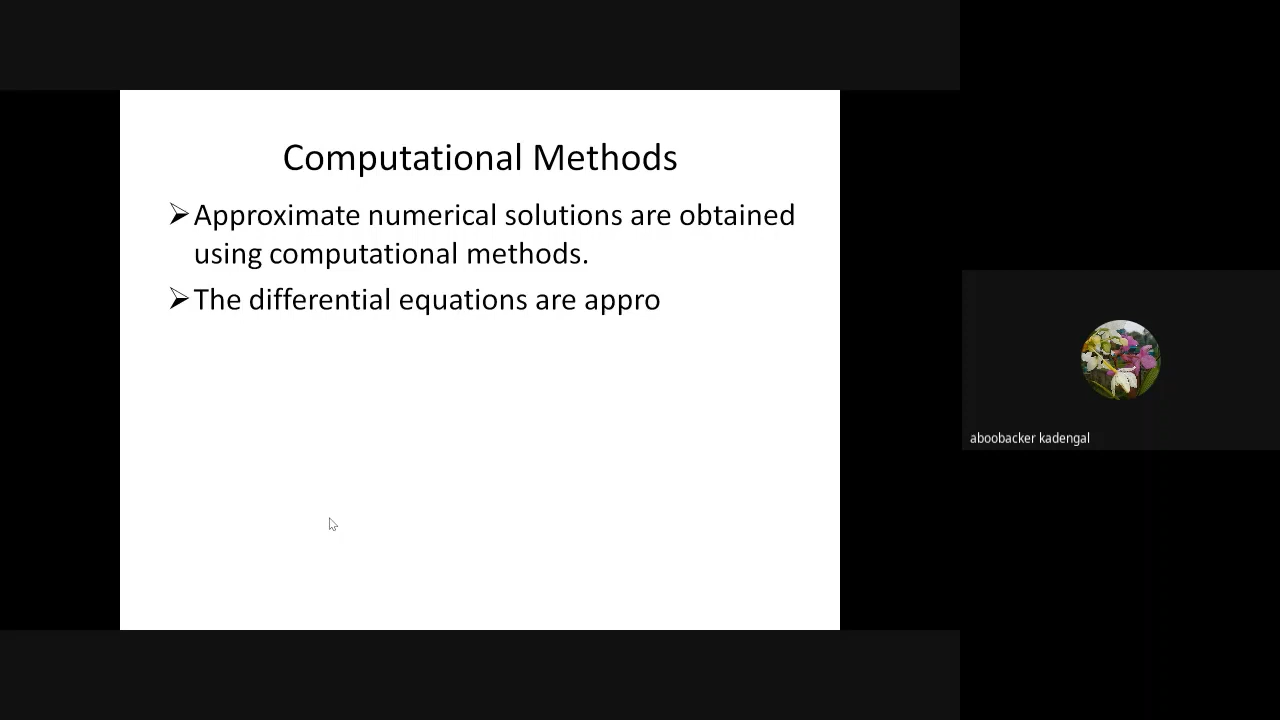 Computational Methods
➢Approximate numerical solutions are obtained
using computational methods.
➢The differential equations are appro
aboobacker kadengal